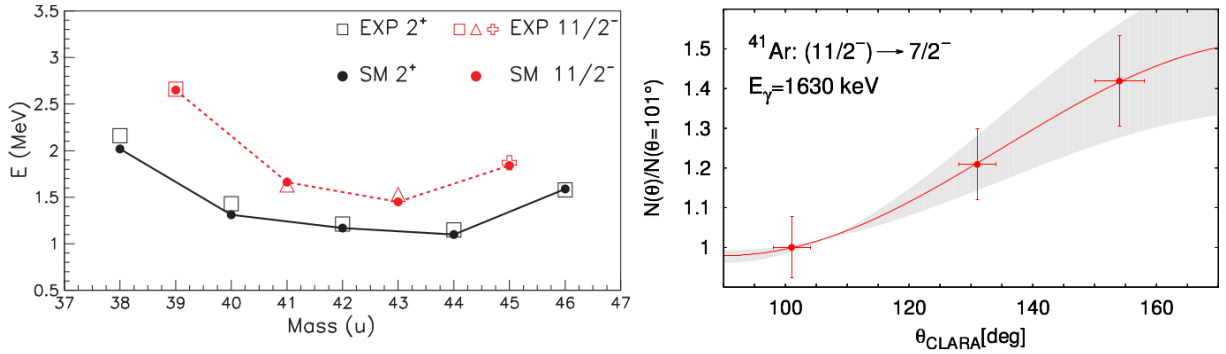 E (MeV)
4
3.5
3
2.5
2
1.5
1
0.5
37 38 39 40 41 42 43 44 45 46 47
Mass (u)
EXP 2⁺ EXP 11/2⁻
SM 2⁺ SM 11/2⁻
N(θ)/N(θ=101°)
1.5
1.4
1.3
1.2
1.1
1
⁴¹Ar: (11/2⁻)→7/2⁻
Eγ=1630 keV
100 120 140 160
θCLARA[deg]